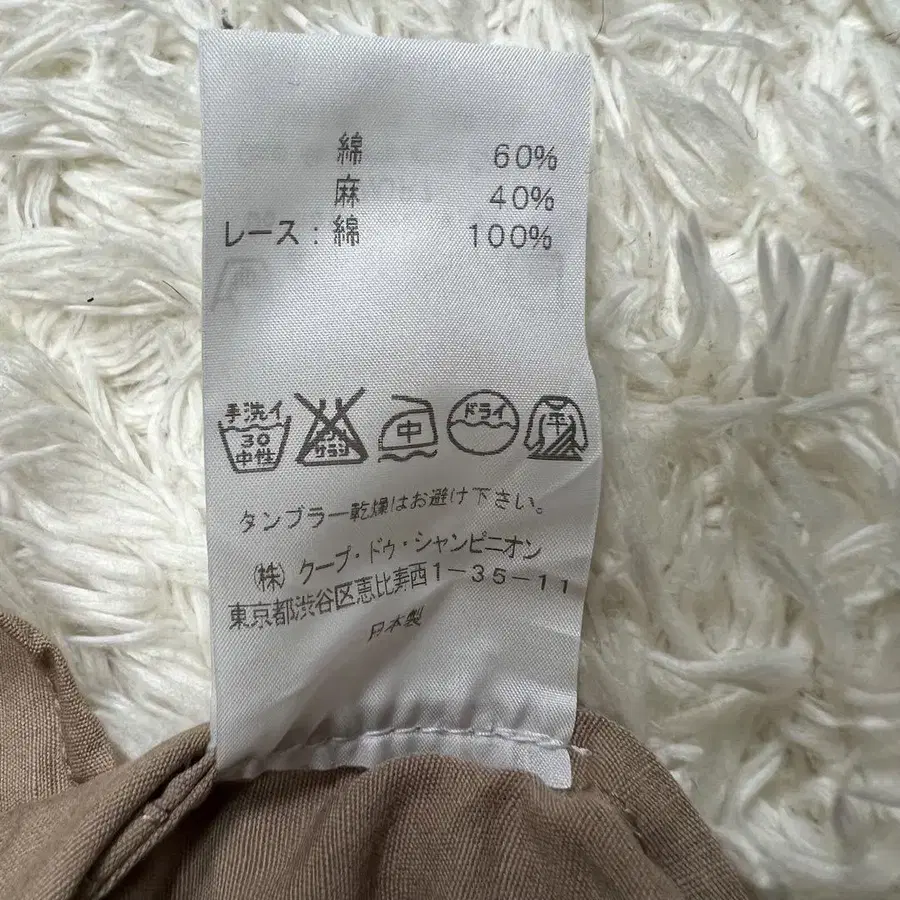 綿 60%
麻 40%
レース：綿 100%
手洗イ 30 中性
中
ドライ
平
タンブラー乾燥はお避け下さい。
(株) クープ・ドゥ・シャンピニオン
東京都渋谷区恵比寿西1-35-11
日本製